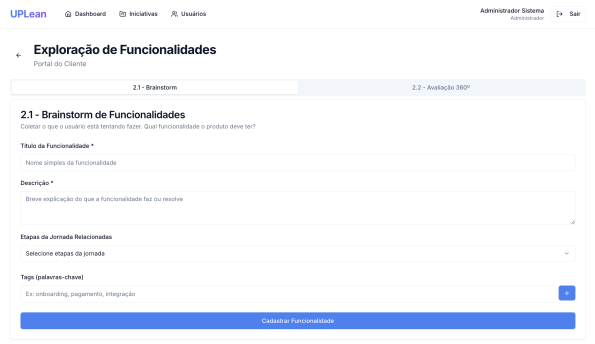 UPLean
Dashboard
Iniciativas
Usuários
Administrador Sistema
Administrador
Sair
Exploração de Funcionalidades
Portal do Cliente
2.1 - Brainstorm
2.2 - Avaliação 360º
2.1 - Brainstorm de Funcionalidades
Coletar o que o usuário está tentando fazer. Qual funcionalidade o produto deve ter?
Título da Funcionalidade *
Nome simples da funcionalidade
Descrição *
Breve explicação do que a funcionalidade faz ou resolve
Etapas da Jornada Relacionadas
Selecione etapas da jornada
Tags (palavras-chave)
Ex: onboarding, pagamento, integração
Cadastrar Funcionalidade